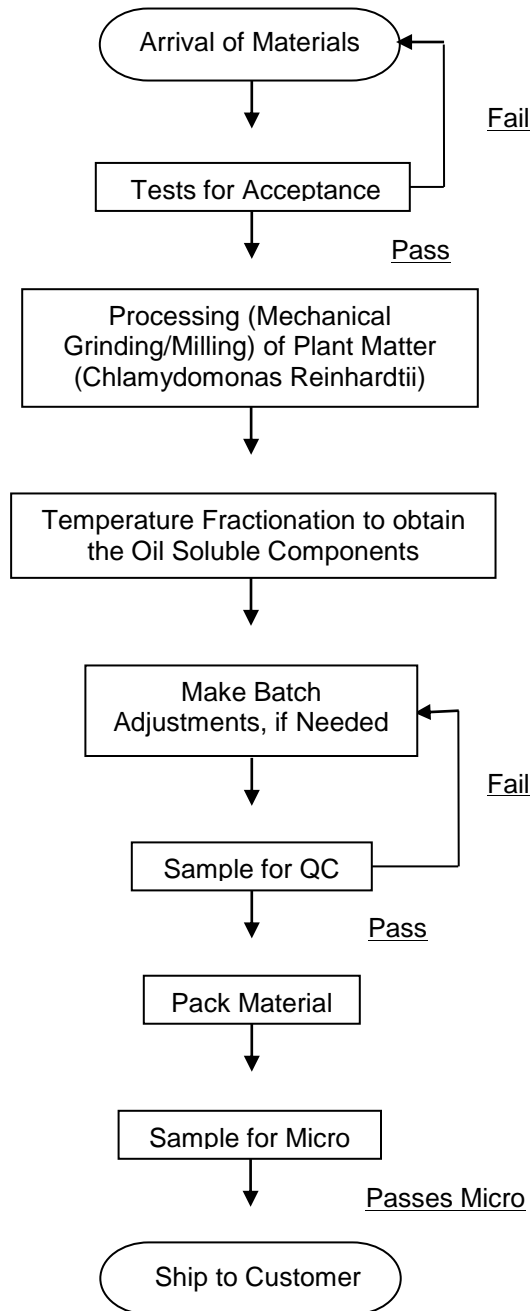 Arrival of Materials
Fail
Tests for Acceptance
Pass
Processing (Mechanical
Grinding/Milling) of Plant Matter
(Chlamydomonas Reinhardtii)
Temperature Fractionation to obtain
the Oil Soluble Components
Make Batch
Adjustments, if Needed
Fail
Sample for QC
Pass
Pack Material
Sample for Micro
Passes Micro
Ship to Customer